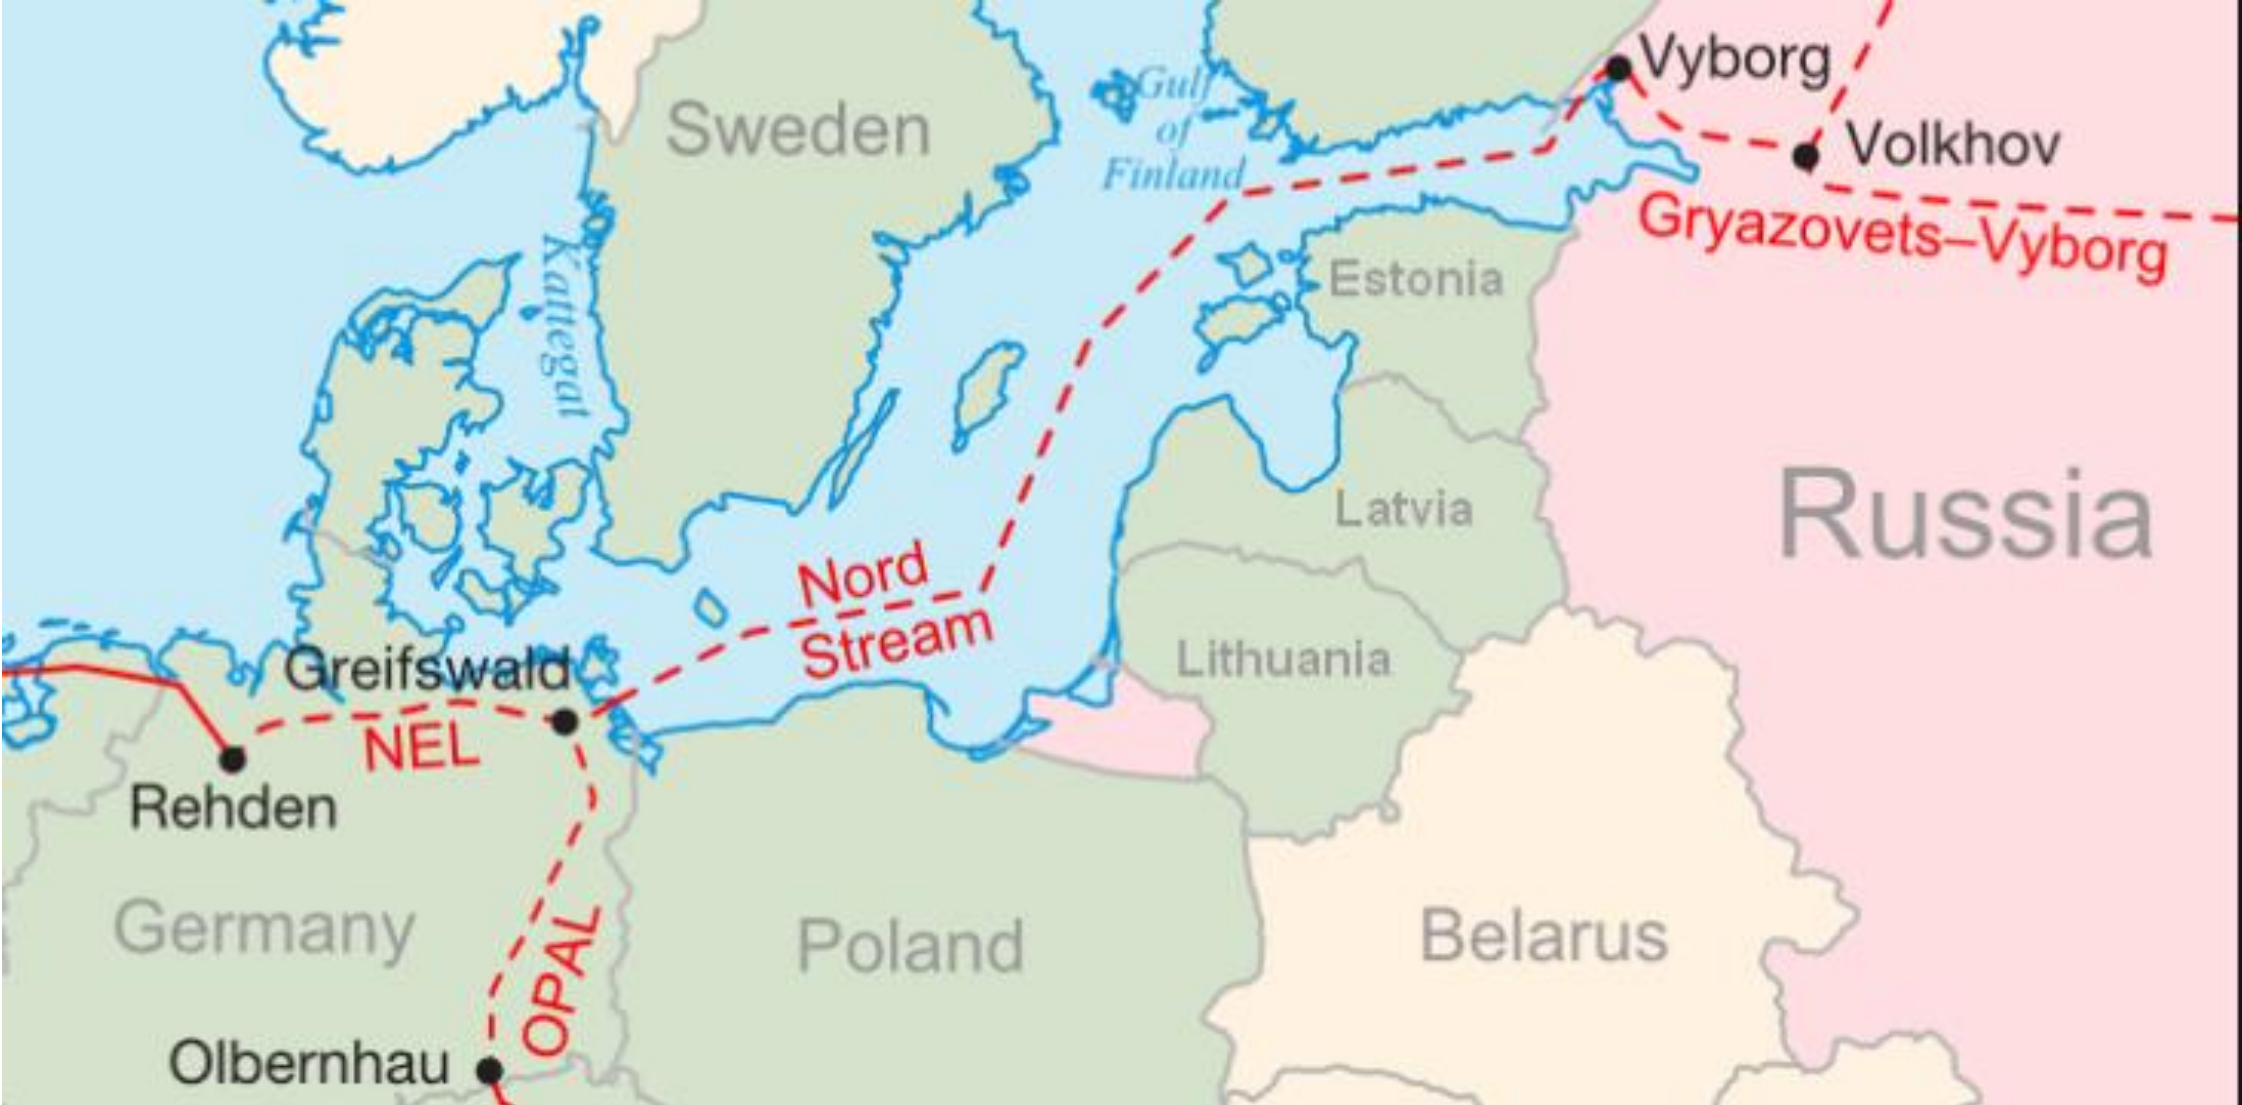 Vyborg
Gulf
of
Finland
Sweden
Volkhov
Gryazovets–Vyborg
Kattegat
Estonia
Russia
Latvia
Nord
Stream
Lithuania
Greifswald
NEL
Rehden
Germany
Poland
Belarus
OPAL
Olbernhau